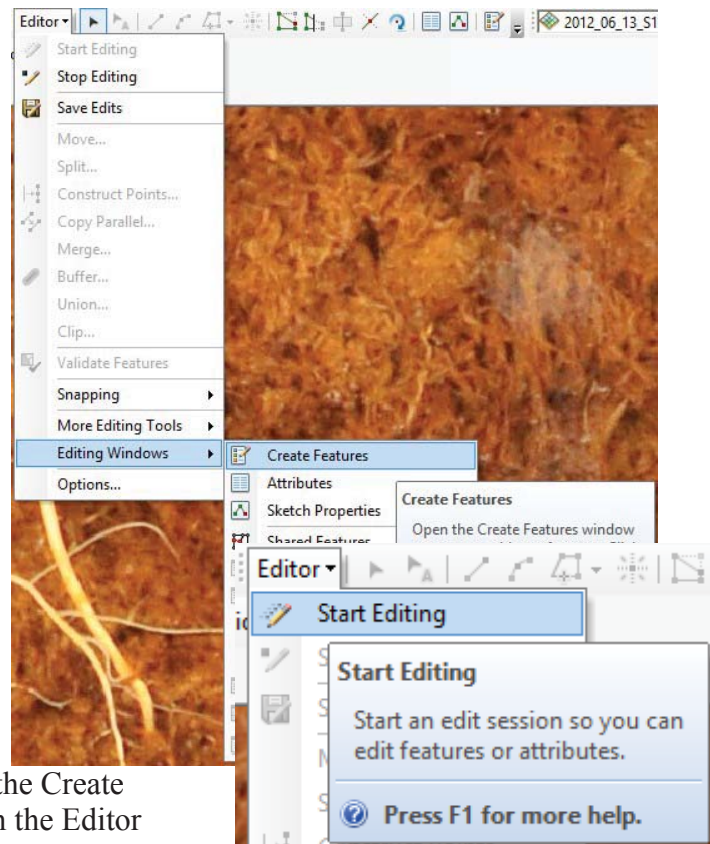 Editor
2012_06_13_S1
Start Editing
Stop Editing
Save Edits
Move...
Split...
Construct Points...
Copy Parallel...
Merge...
Buffer...
Union...
Clip...
Validate Features
Snapping
More Editing Tools
Editing Windows
Options...
Create Features
Attributes
Sketch Properties
Shared Features
Create Features
Open the Create Features window
Editor
Start Editing
Start Editing
Start an edit session so you can
edit features or attributes.
Press F1 for more help.
the Create
the Editor